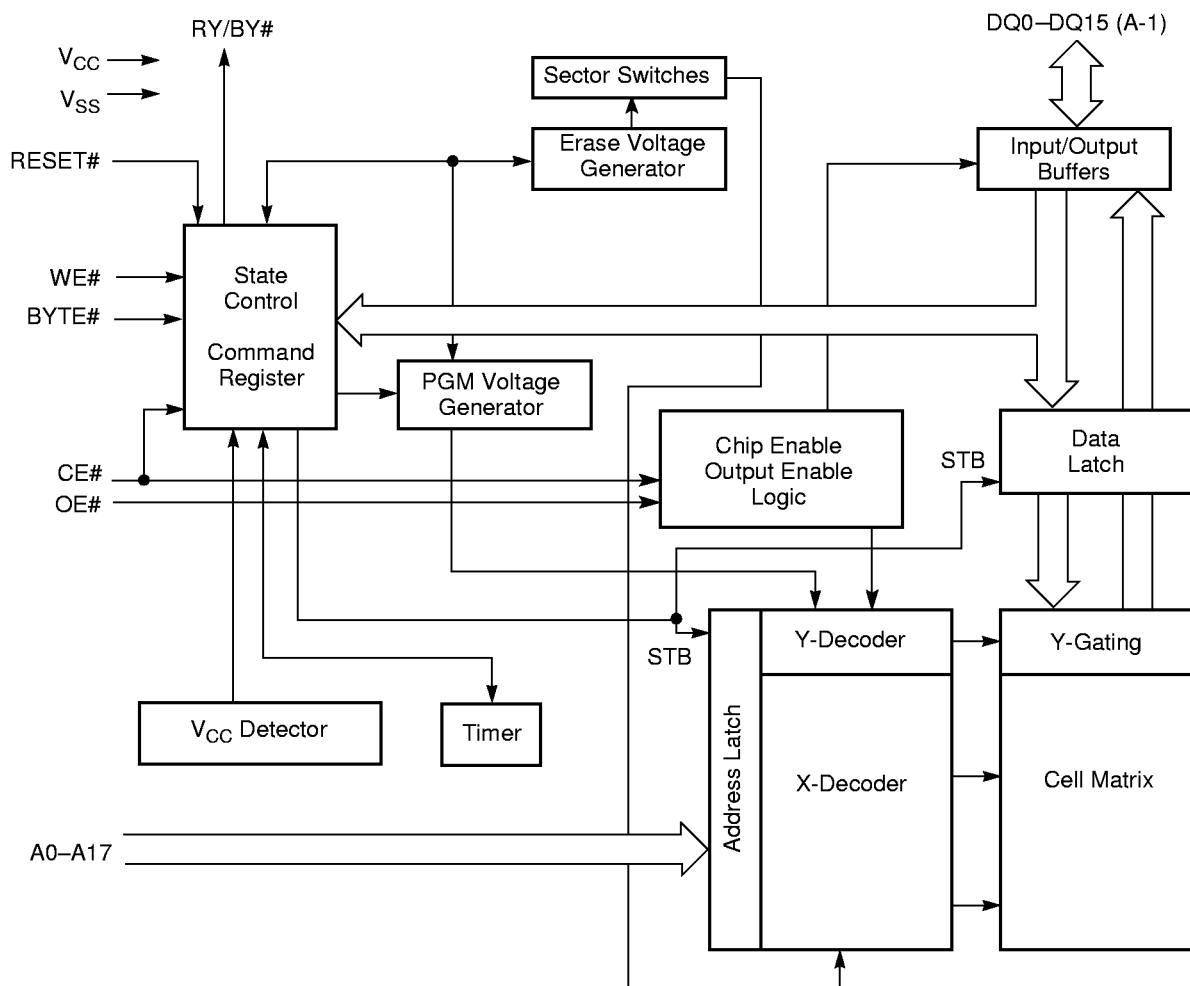 RY/BY#
DQ0–DQ15 (A-1)
VCC
VSS
Sector Switches
RESET#
Erase Voltage
Generator
Input/Output
Buffers
WE#
BYTE#
State
Control
Command
Register
PGM Voltage
Generator
CE#
OE#
Chip Enable
Output Enable
Logic
STB
Data
Latch
STB
Y-Decoder
Y-Gating
VCC Detector
Timer
Address Latch
X-Decoder
Cell Matrix
A0–A17